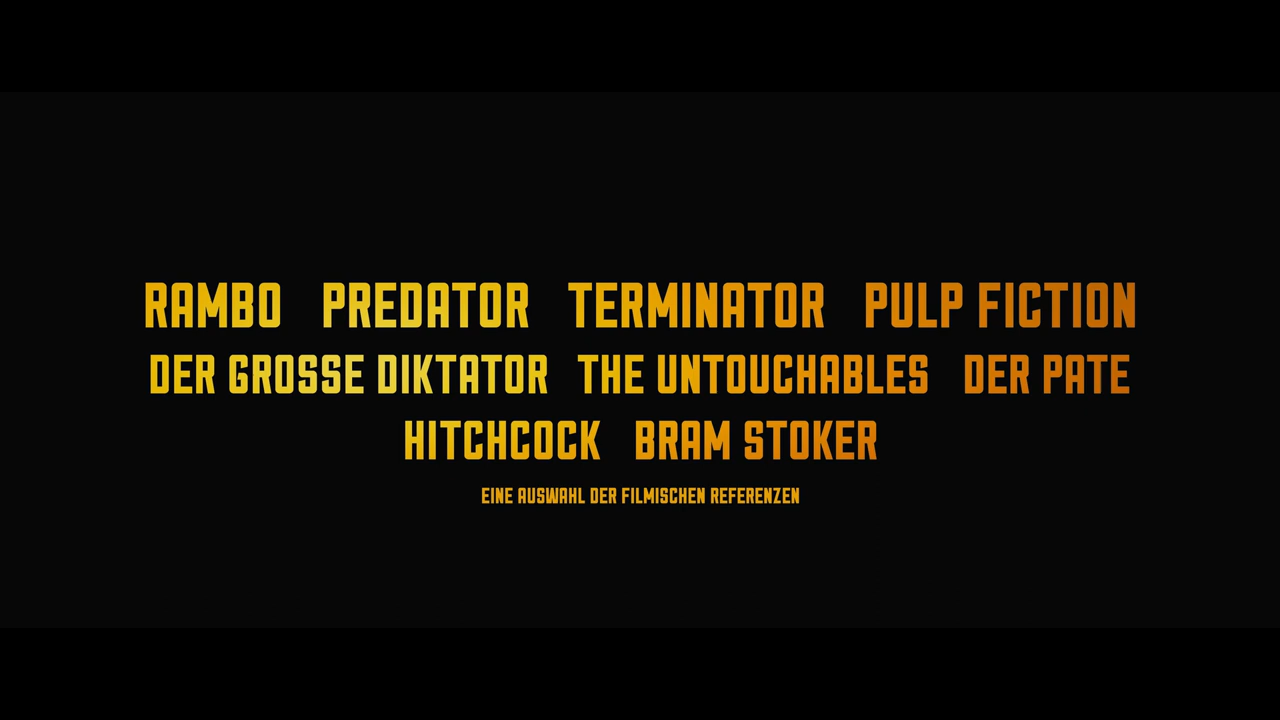 RAMBO PREDATOR TERMINATOR PULP FICTION
DER GROSSE DIKTATOR THE UNTOUCHABLES DER PATE
HITCHCOCK BRAM STOKER
EINE AUSWAHL DER FILMISCHEN REFERENZEN